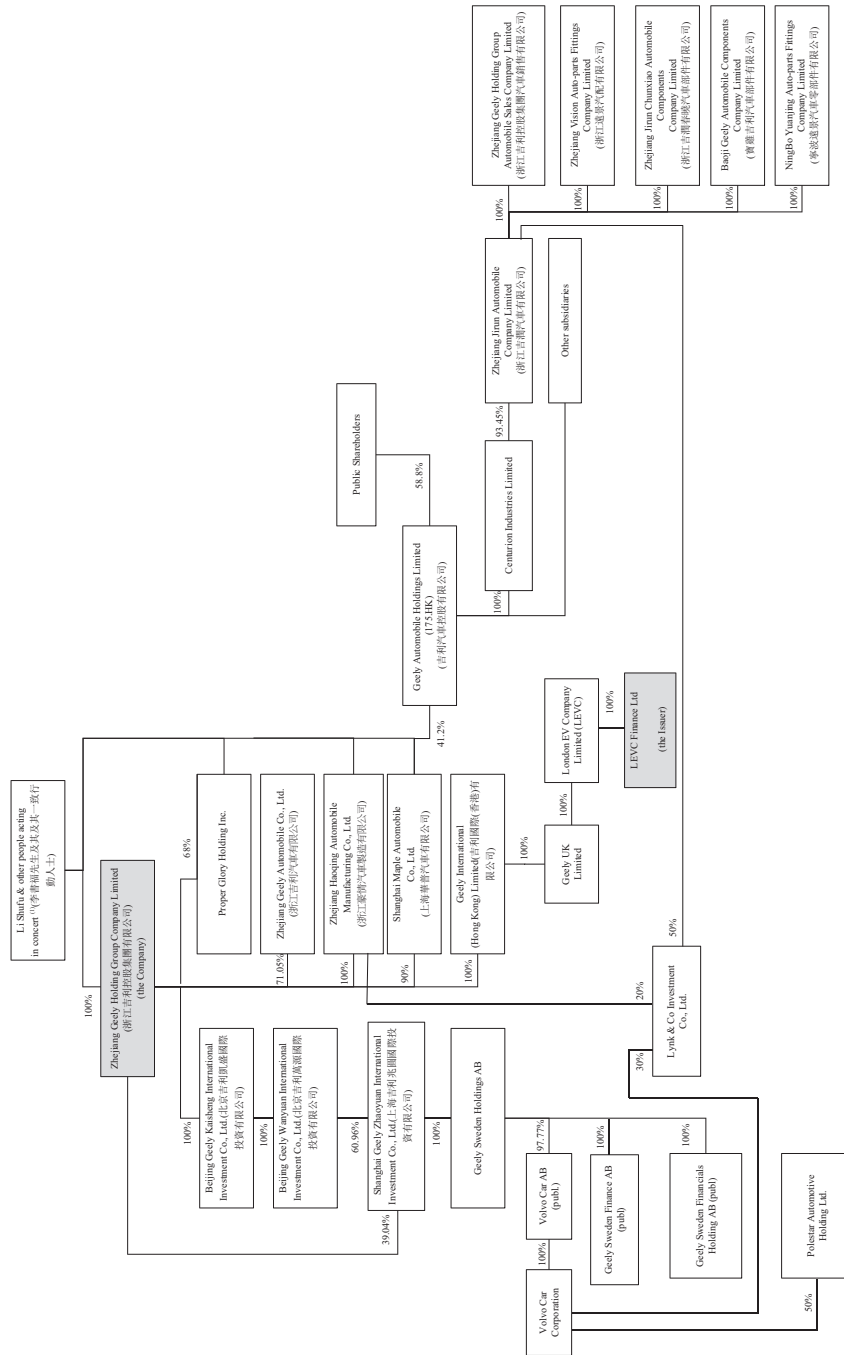 Li Shufu & other people acting
in concert ⁽¹⁾(李書福先生及其及其一致行
動人士)
100%
Zhejiang Geely Holding Group Company Limited
(浙江吉利控股集團有限公司)
(the Company)
68%
Proper Glory Holding Inc.
71.05%
Zhejiang Geely Automobile Co., Ltd.
(浙江吉利汽車有限公司)
100%
Zhejiang Haoqing Automobile
Manufacturing Co., Ltd.
(浙江豪情汽車製造有限公司)
90%
Shanghai Maple Automobile
Co., Ltd.
(上海華普汽車有限公司)
100%
Geely International
(Hong Kong) Limited(吉利國際(香港)有
限公司)
100%
Beijing Geely Kaisheng International
Investment Co., Ltd.(北京吉利凱盛國際
投資有限公司)
100%
Beijing Geely Wanyuan International
Investment Co., Ltd.(北京吉利萬源國際
投資有限公司)
60.96%
39.04%
Shanghai Geely Zhaoyuan International
Investment Co., Ltd.(上海吉利兆圓國際投
資有限公司)
100%
Geely Sweden Holdings AB
97.77%
Volvo Car AB
(publ.)
100%
Volvo Car
Corporation
100%
Geely Sweden Finance AB
(publ)
100%
Geely Sweden Financials
Holding AB (publ)
50%
Polestar Automotive
Holding Ltd.
30%
20%
50%
Lynk & Co Investment
Co., Ltd.
100%
Geely UK
Limited
100%
London EV Company
Limited (LEVC)
100%
LEVC Finance Ltd
(the Issuer)
41.2%
58.8%
Public Shareholders
Geely Automobile Holdings Limited
(175.HK)
(吉利汽車控股有限公司)
100%
Centurion Industries Limited
Other subsidiaries
93.45%
Zhejiang Jirun Automobile
Company Limited
(浙江吉潤汽車有限公司)
100%
Zhejiang Geely Holding Group
Automobile Sales Company Limited
(浙江吉利控股集團汽車銷售有限公司)
100%
Zhejiang Vision Auto-parts Fittings
Company Limited
(浙江遠景汽配有限公司)
100%
Zhejiang Jirun Chunxiao Automobile
Components
Company Limited
(浙江吉潤春曉汽車部件有限公司)
100%
Baoji Geely Automobile Components
Company Limited
(寶雞吉利汽車部件有限公司)
100%
NingBo Yuanjing Auto-parts Fittings
Company Limited
(寧波遠景汽車零部件有限公司)